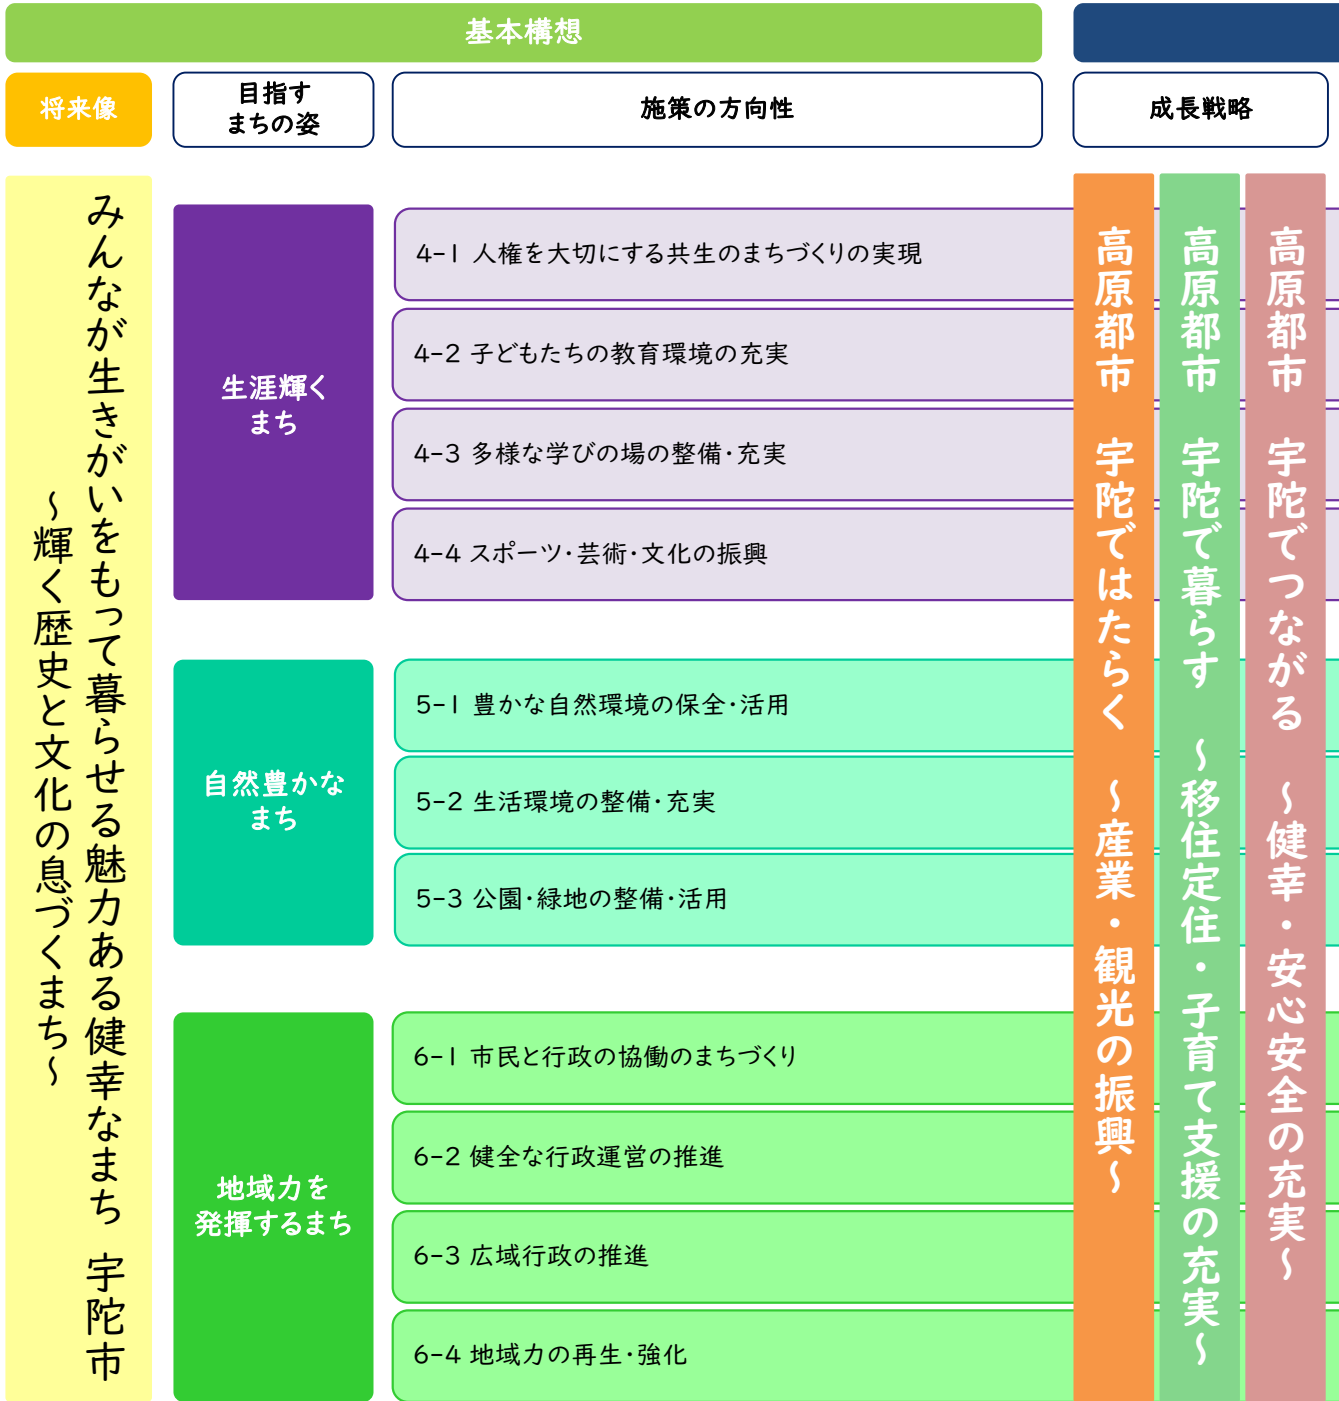 基本構想
将来像
目指す
まちの姿
施策の方向性
成長戦略
みんなが生きがいをもって暮らせる魅力ある健幸なまち 宇陀市
～輝く歴史と文化の息づくまち～
生涯輝く
まち
4-1 人権を大切にする共生のまちづくりの実現
4-2 子どもたちの教育環境の充実
4-3 多様な学びの場の整備・充実
4-4 スポーツ・芸術・文化の振興
自然豊かな
まち
5-1 豊かな自然環境の保全・活用
5-2 生活環境の整備・充実
5-3 公園・緑地の整備・活用
地域力を
発揮するまち
6-1 市民と行政の協働のまちづくり
6-2 健全な行政運営の推進
6-3 広域行政の推進
6-4 地域力の再生・強化
高原都市 宇陀ではたらく ～産業・観光の振興～
高原都市 宇陀で暮らす ～移住定住・子育て支援の充実～
高原都市 宇陀でつながる ～健幸・安心安全の充実～